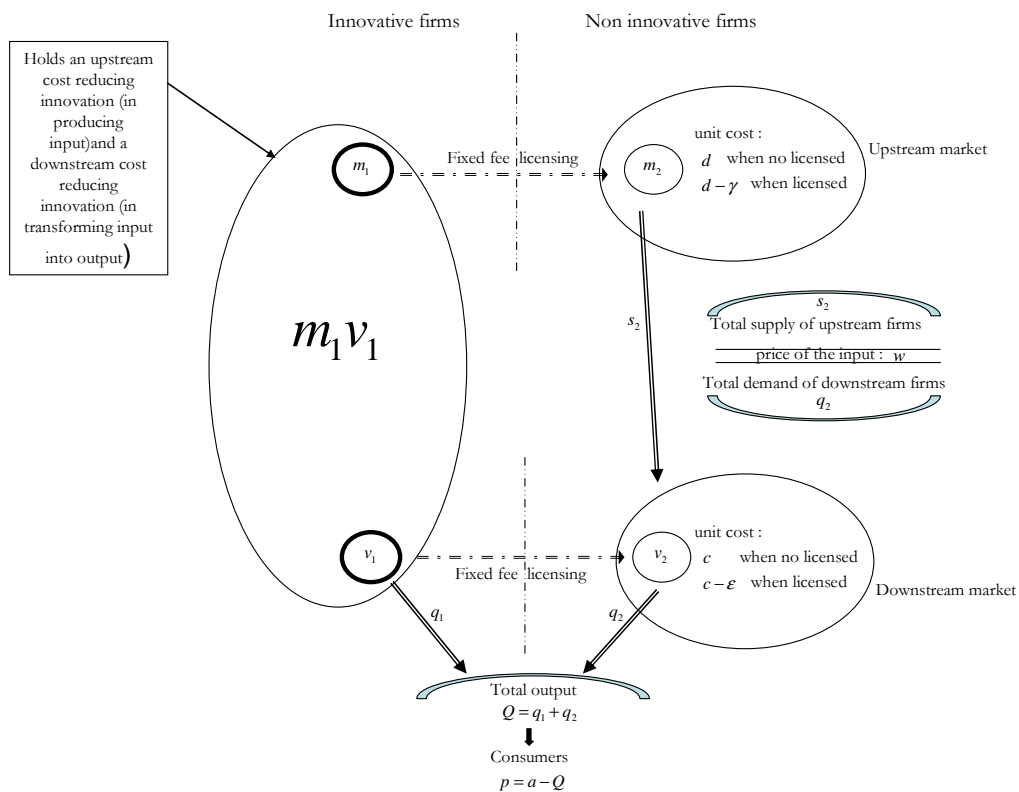 Innovative firms
Non innovative firms
Holds an upstream
cost reducing
innovation (in
producing
input)and a
downstream cost
reducing
innovation (in
transforming input
into output)
m₁
Fixed fee licensing
m₂
unit cost :
d when no licensed
d − γ when licensed
Upstream market
m₁v₁
s₂
s₂
Total supply of upstream firms
price of the input : w
Total demand of downstream firms
q₂
v₁
Fixed fee licensing
v₂
unit cost :
c when no licensed
c − ε when licensed
Downstream market
q₁
q₂
Total output
Q = q₁ + q₂
Consumers
p = a − Q